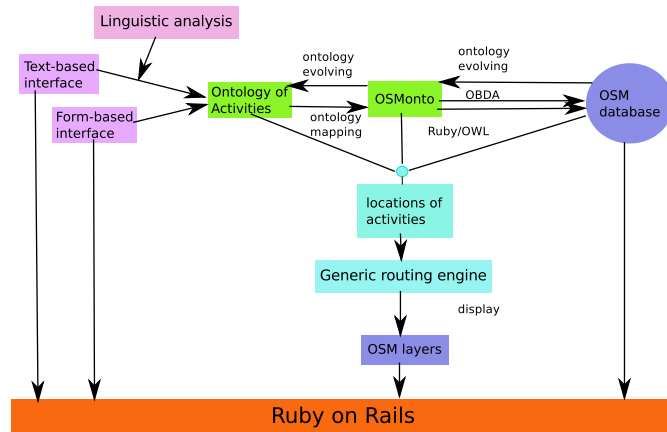 Linguistic analysis
Text-based
interface
Form-based
interface
Ontology of
Activities
ontology
evolving
ontology
mapping
OSMonto
ontology
evolving
OBDA
Ruby/OWL
OSM
database
locations of
activities
Generic routing engine
display
OSM layers
Ruby on Rails